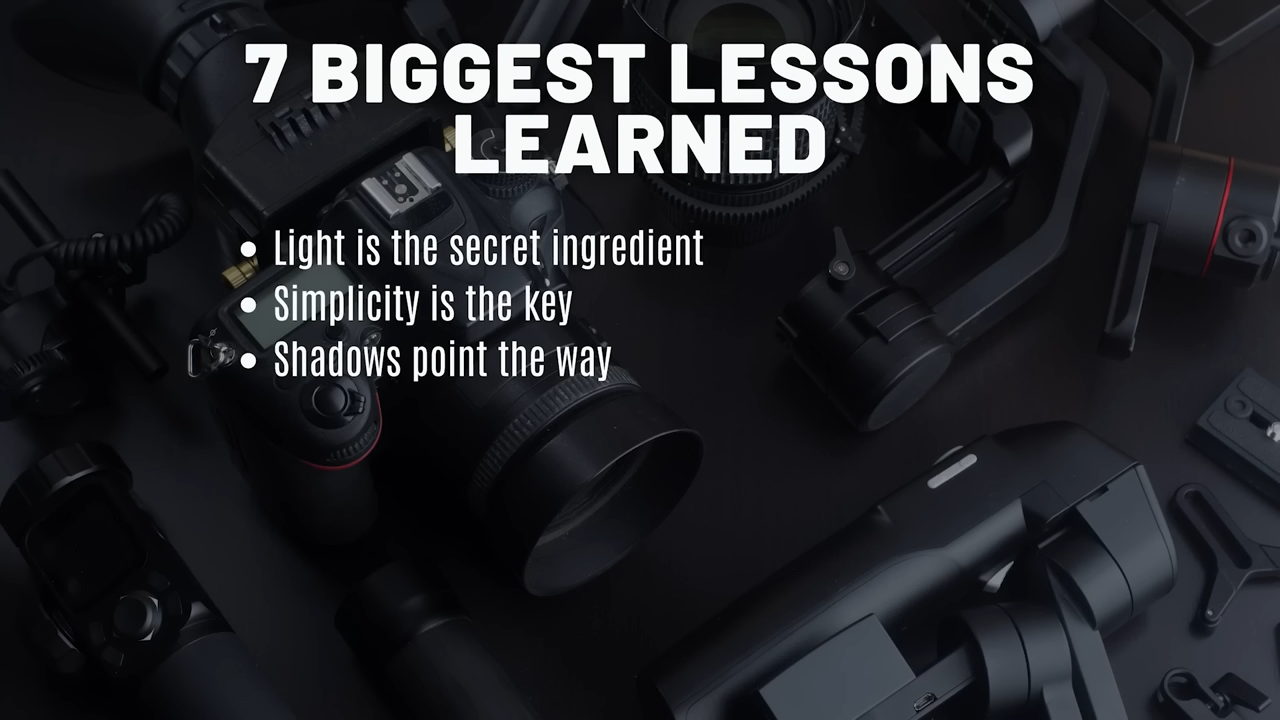 7 BIGGEST LESSONS
LEARNED
• Light is the secret ingredient
• Simplicity is the key
• Shadows point the way